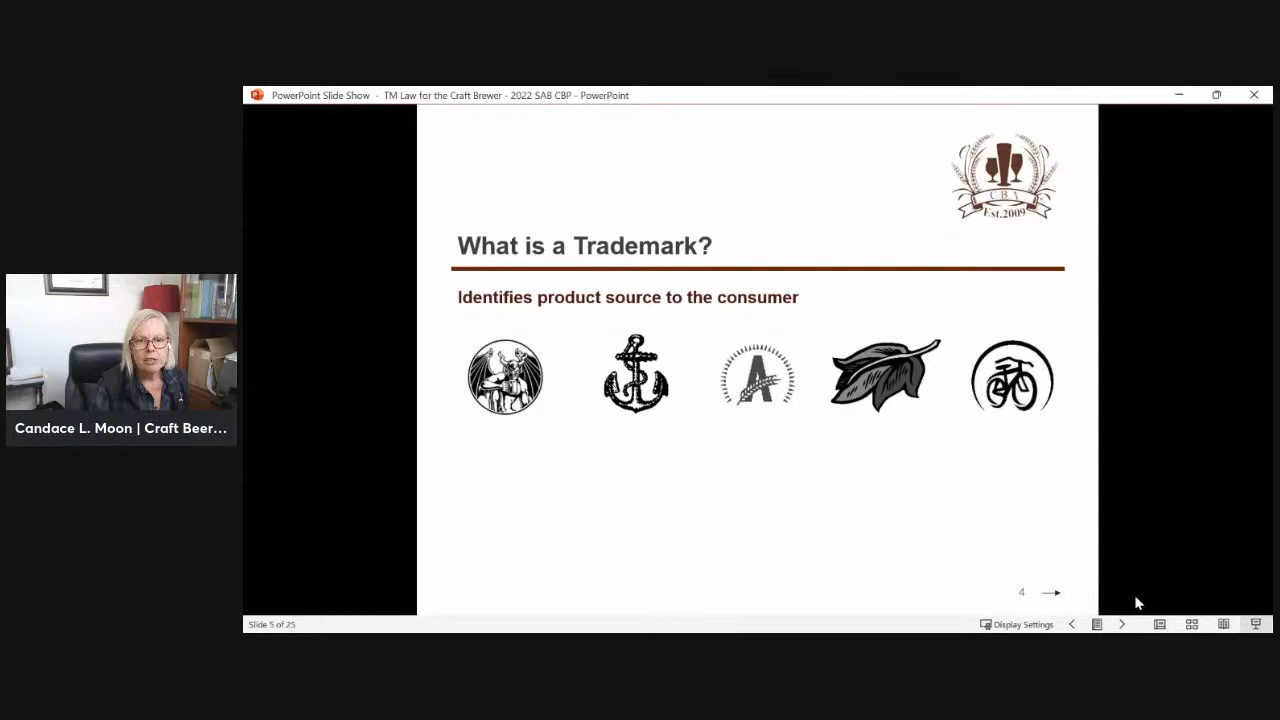 PowerPoint Slide Show - TM Law for the Craft Brewer - 2022 SAB CBP - PowerPoint
CBA
Est.2009
What is a Trademark?
Identifies product source to the consumer
A
4
Candace L. Moon | Craft Beer...
Slide 5 of 25
Display Settings